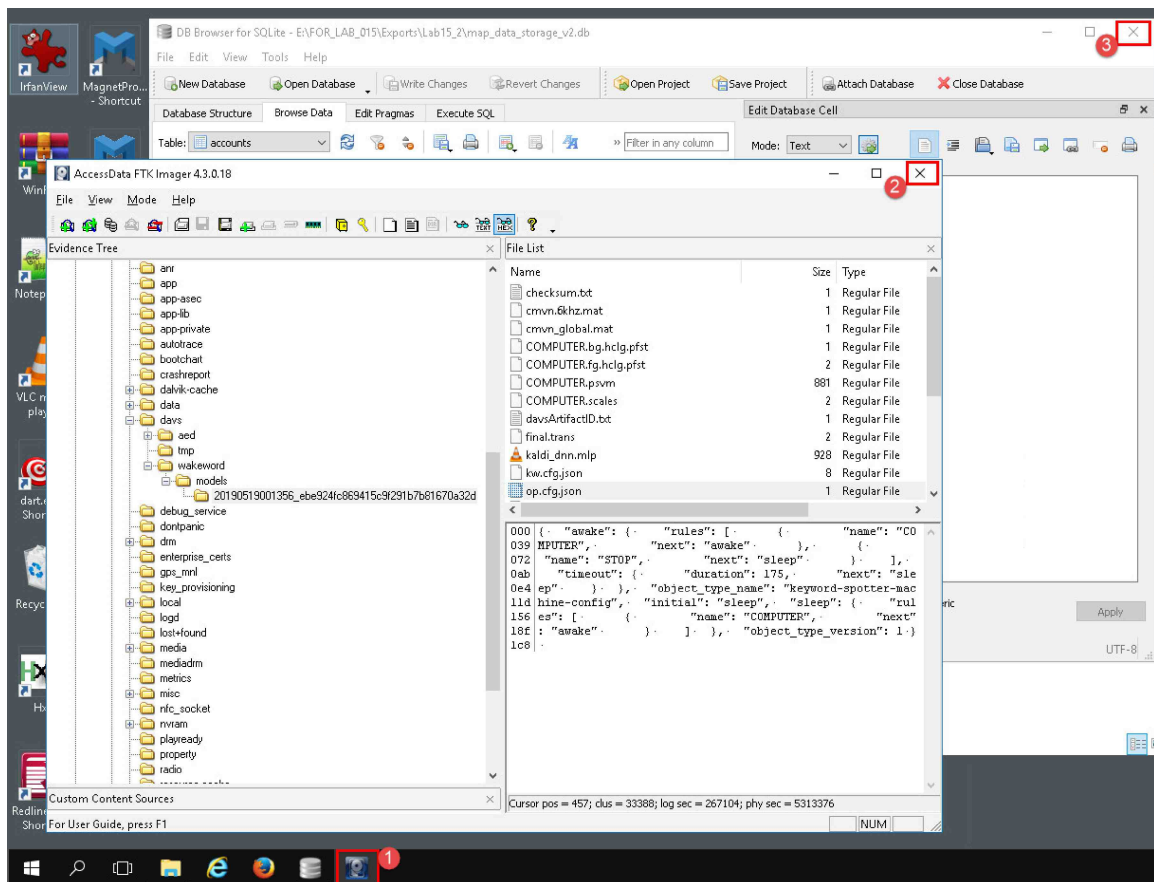 DB Browser for SQLite - E:\FOR_LAB_015\Exports\Lab15_2\map_data_storage_v2.db
3
File Edit View Tools Help
New Database Open Database Write Changes Revert Changes Open Project Save Project Attach Database Close Database
Database Structure Browse Data Edit Pragmas Execute SQL Edit Database Cell
Table: accounts Filter in any column Mode: Text
IrfanView
MagnetPro...
- Shortcut
AccessData FTK Imager 4.3.0.18
2
File View Mode Help
Evidence Tree
anr
app
app-asec
app-lib
app-private
autotrace
bootchart
crashreport
dalvik-cache
data
davs
aed
tmp
wakeword
models
20190519001356_ebe924fc869415c9f291b7b81670a32d
debug_service
dontpanic
drm
enterprise_certs
gps_mnl
key_provisioning
local
logd
lost+found
media
mediadrm
metrics
misc
nfc_socket
nvram
playready
property
radio
Custom Content Sources
For User Guide, press F1
File List
Name Size Type
checksum.txt 1 Regular File
cmvn.6khz.mat 1 Regular File
cmvn_global.mat 1 Regular File
COMPUTER.bg.hclg.pfst 1 Regular File
COMPUTER.fg.hclg.pfst 2 Regular File
COMPUTER.psvm 881 Regular File
COMPUTER.scales 2 Regular File
davsArtifactID.txt 1 Regular File
final.trans 2 Regular File
kaldi_dnn.mlp 928 Regular File
kw.cfg.json 8 Regular File
op.cfg.json 1 Regular File
000 {· "awake": {· "rules": [· {· "name": "CO
039 MPUTER",· "next": "awake"· },· {·
072 "name": "STOP",· "next": "sleep"· }· ],·
0ab "timeout": {· "duration": 175,· "next": "sle
0e4 ep"· }· },· "object_type_name": "keyword-spotter-mac
11d hine-config",· "initial": "sleep",· "sleep": {· "rul
156 es": [· {· "name": "COMPUTER",· "next"
18f : "awake"· }· ]· },· "object_type_version": 1·}
1c8 ·
Cursor pos = 457; clus = 33388; log sec = 267104; phy sec = 5313376
NUM
Apply
UTF-8
Notep
VLC m
play
dart.e
Shor
Recyc
Redline
Shor
1